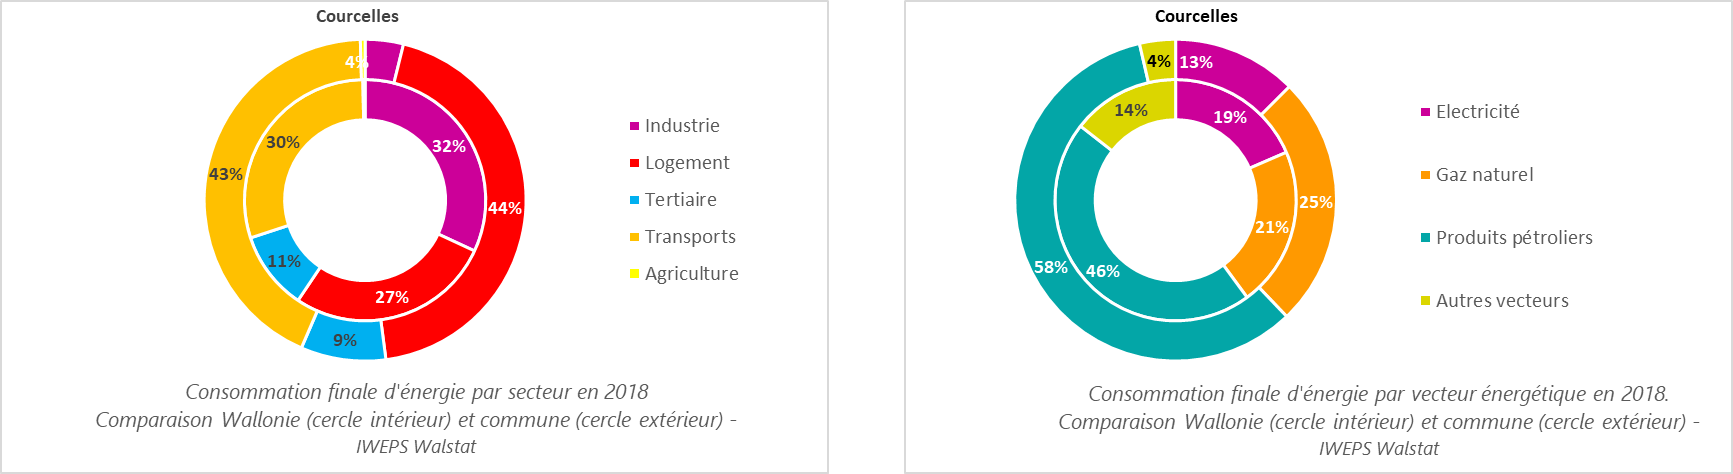 Courcelles
4%
32%
30%
43%
44%
11%
27%
9%
Industrie
Logement
Tertiaire
Transports
Agriculture
Consommation finale d'énergie par secteur en 2018
Comparaison Wallonie (cercle intérieur) et commune (cercle extérieur) -
IWEPS Walstat
Courcelles
4%
13%
14%
19%
25%
21%
58%
46%
Electricité
Gaz naturel
Produits pétroliers
Autres vecteurs
Consommation finale d'énergie par vecteur énergétique en 2018.
Comparaison Wallonie (cercle intérieur) et commune (cercle extérieur) -
IWEPS Walstat